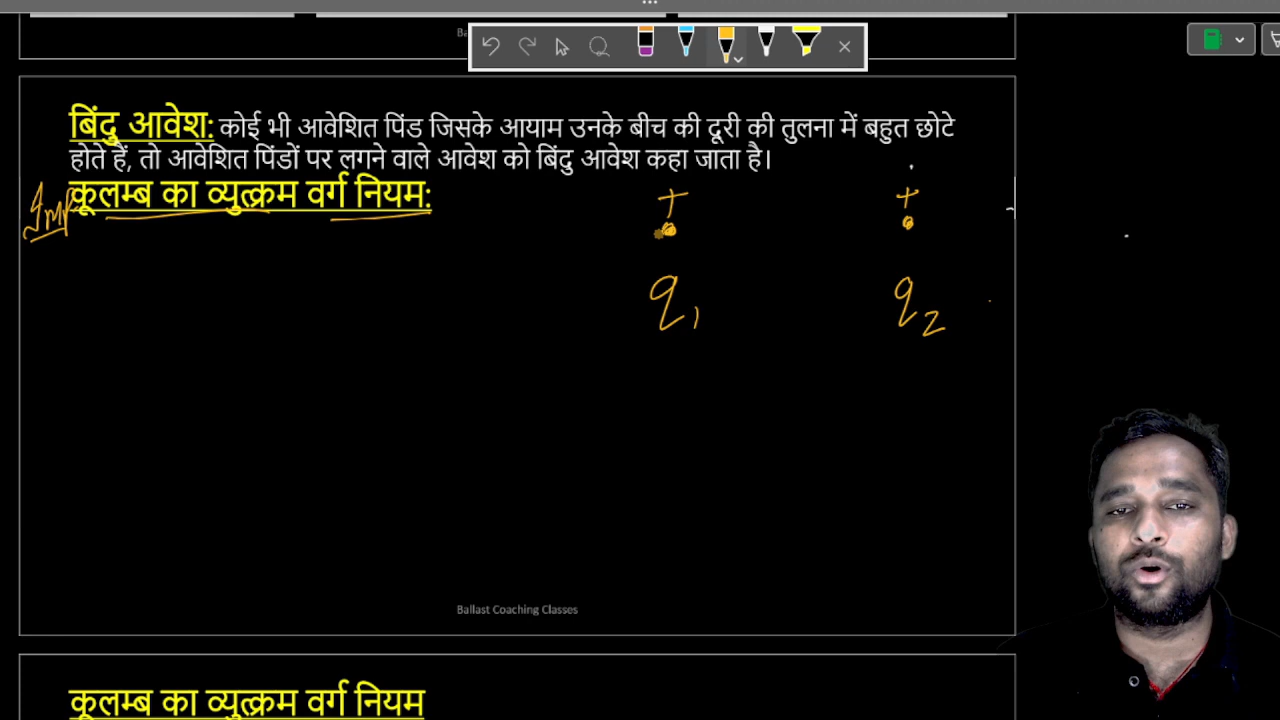 बिंदु आवेश: कोई भी आवेशित पिंड जिसके आयाम उनके बीच की दूरी की तुलना में बहुत छोटे
होते हैं, तो आवेशित पिंडों पर लगने वाले आवेश को बिंदु आवेश कहा जाता है।
Imp कूलम्ब का व्युत्क्रम वर्ग नियम:
+ +
q1 q2
Ballast Coaching Classes
कूलम्ब का व्युत्क्रम वर्ग नियम